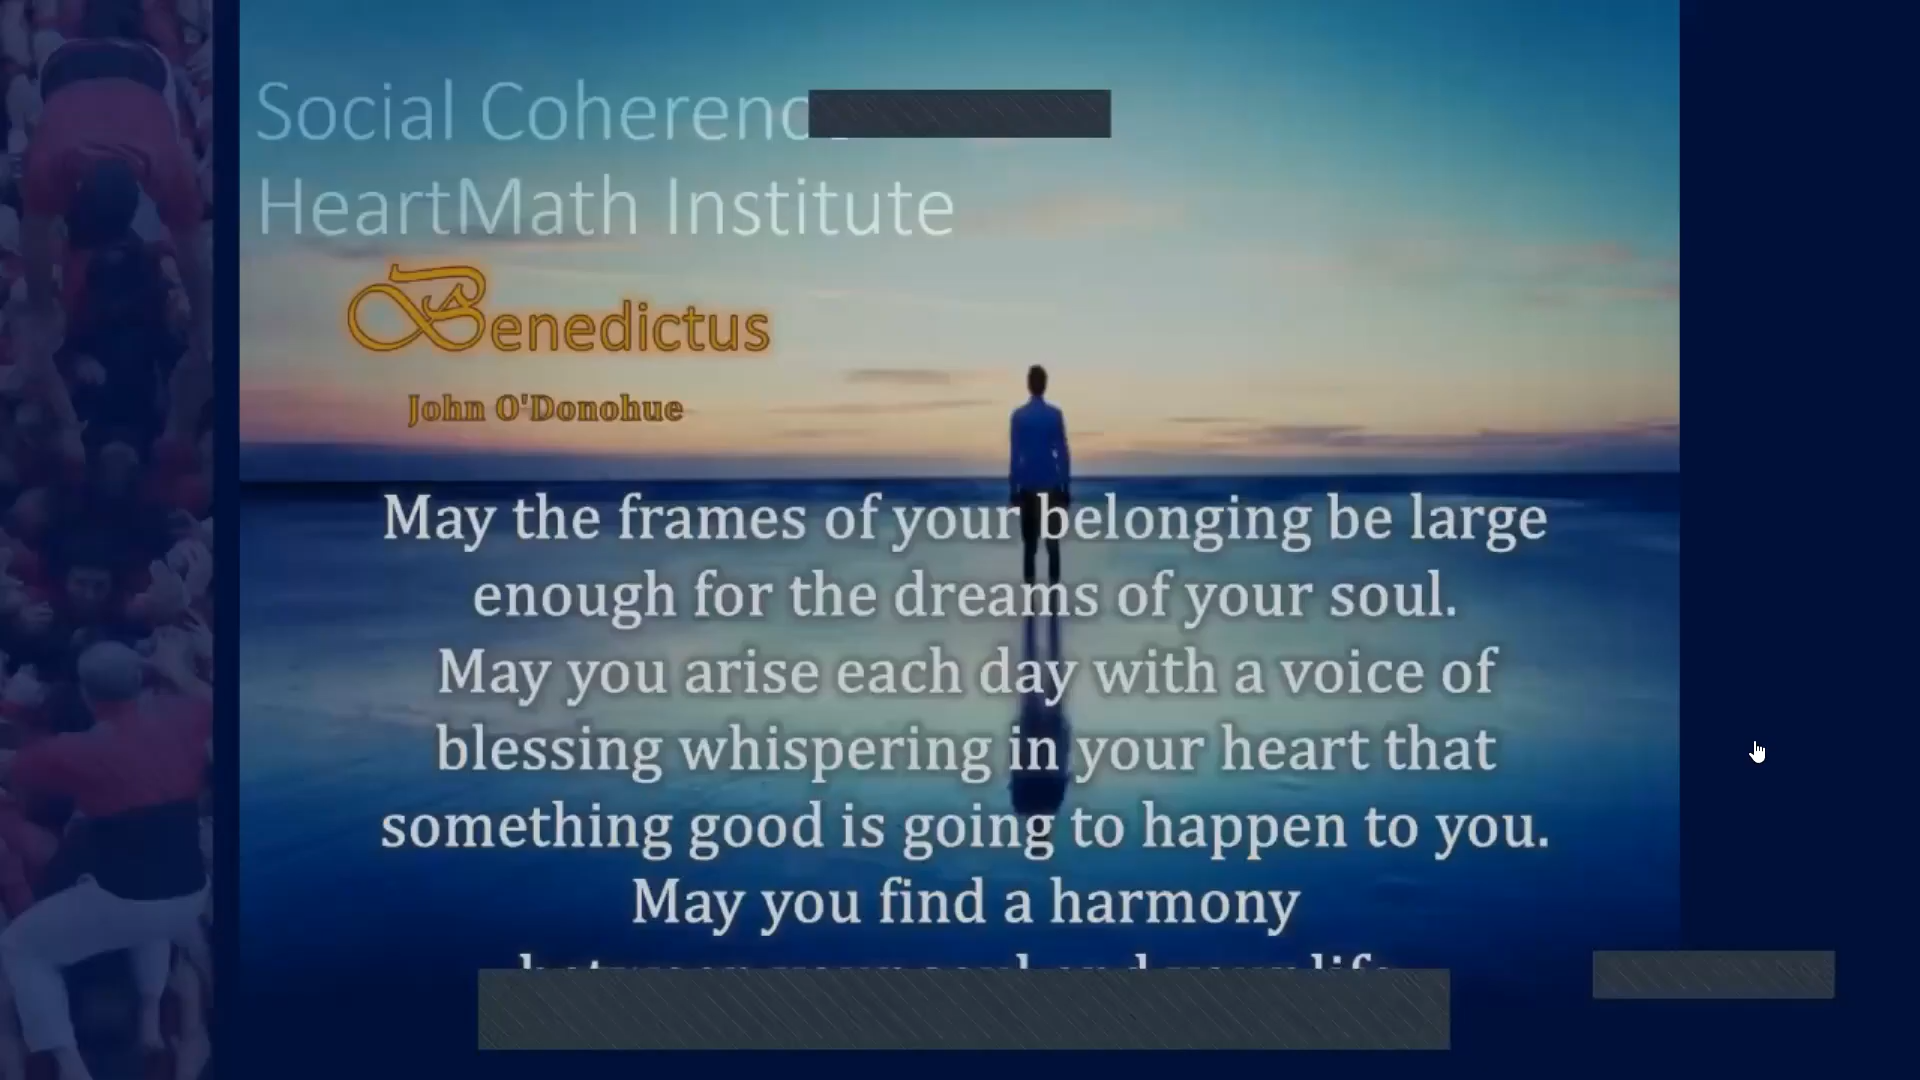 Social
HeartMath Institute
Benedictus
John O'Donohue
May the frames of your belonging be large
enough for the dreams of your soul.
May you arise each day with a voice of
blessing whispering in your heart that
something good is going to happen to you.
May you find a harmony